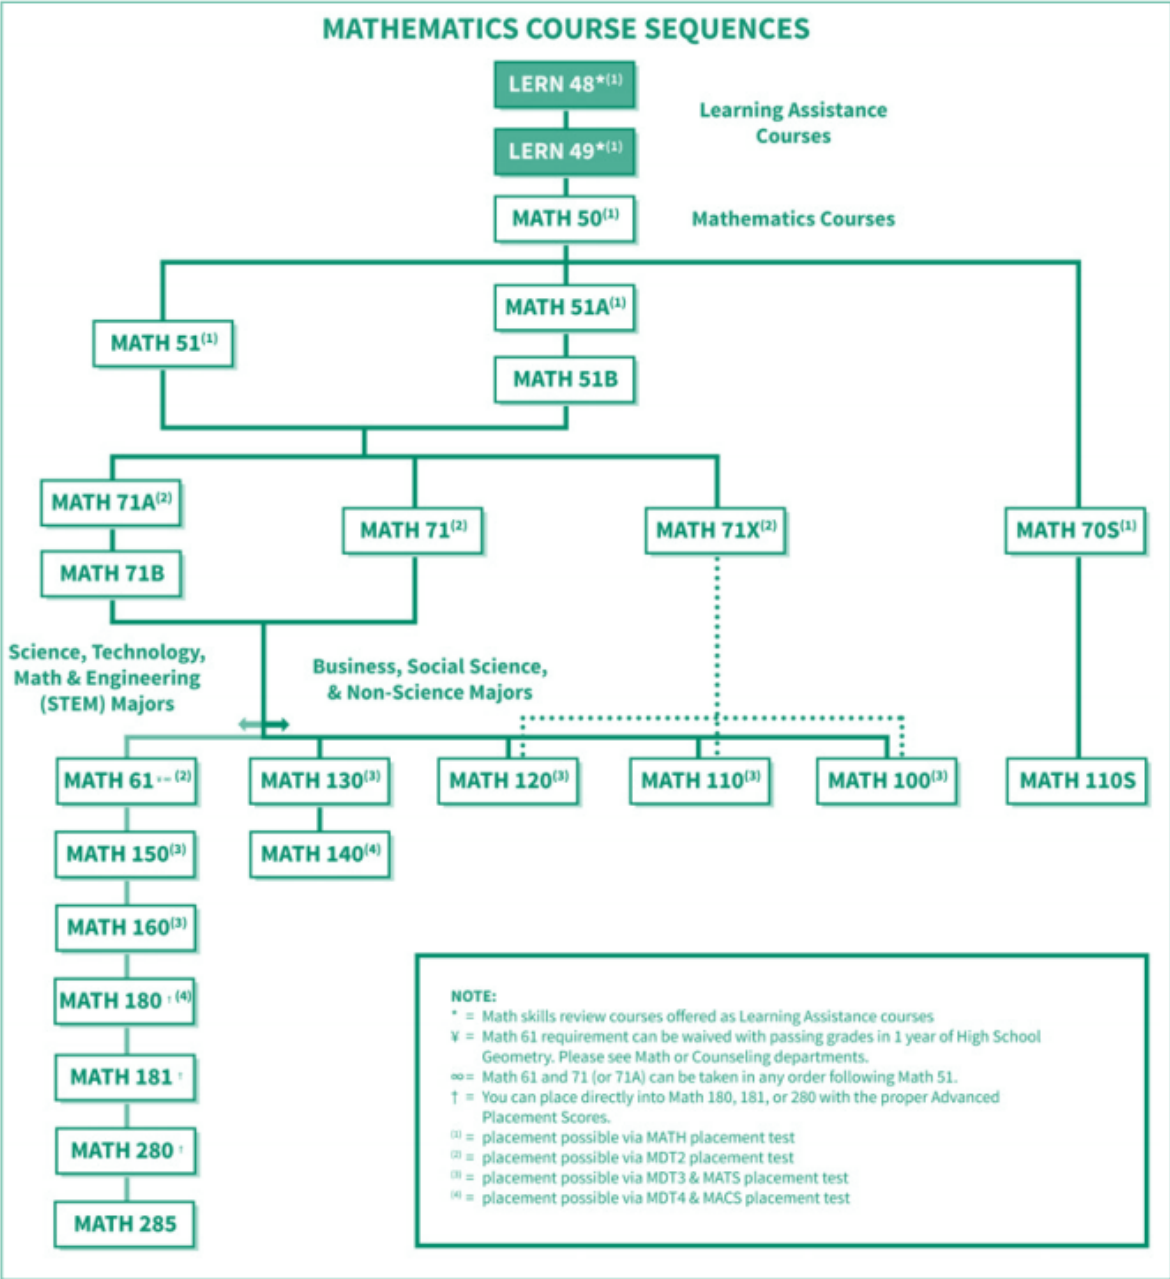 MATHEMATICS COURSE SEQUENCES
LERN 48*(1)
Learning Assistance
Courses
LERN 49*(1)
MATH 50(1)
Mathematics Courses
MATH 51A(1)
MATH 51(1)
MATH 51B
MATH 71A(2)
MATH 71(2)
MATH 71X(2)
MATH 70S(1)
MATH 71B
Science, Technology,
Math & Engineering
(STEM) Majors
Business, Social Science,
& Non-Science Majors
MATH 61 (2)
MATH 130(3)
MATH 120(3)
MATH 110(3)
MATH 100(3)
MATH 110S
MATH 150(3)
MATH 140(4)
MATH 160(3)
MATH 180 † (4)
MATH 181 †
MATH 280 †
MATH 285
NOTE:
* = Math skills review courses offered as Learning Assistance courses
¥ = Math 61 requirement can be waived with passing grades in 1 year of High School
Geometry. Please see Math or Counseling departments.
∞= Math 61 and 71 (or 71A) can be taken in any order following Math 51.
† = You can place directly into Math 180, 181, or 280 with the proper Advanced
Placement Scores.
(1) = placement possible via MATH placement test
(2) = placement possible via MDT2 placement test
(3) = placement possible via MDT3 & MATS placement test
(4) = placement possible via MDT4 & MACS placement test